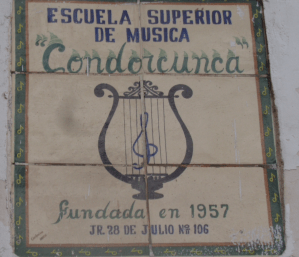 ESCUELA SUPERIOR
DE MUSICA
"Condorcunca"
fundada en 1957
JR. 28 DE JULIO Nº 106